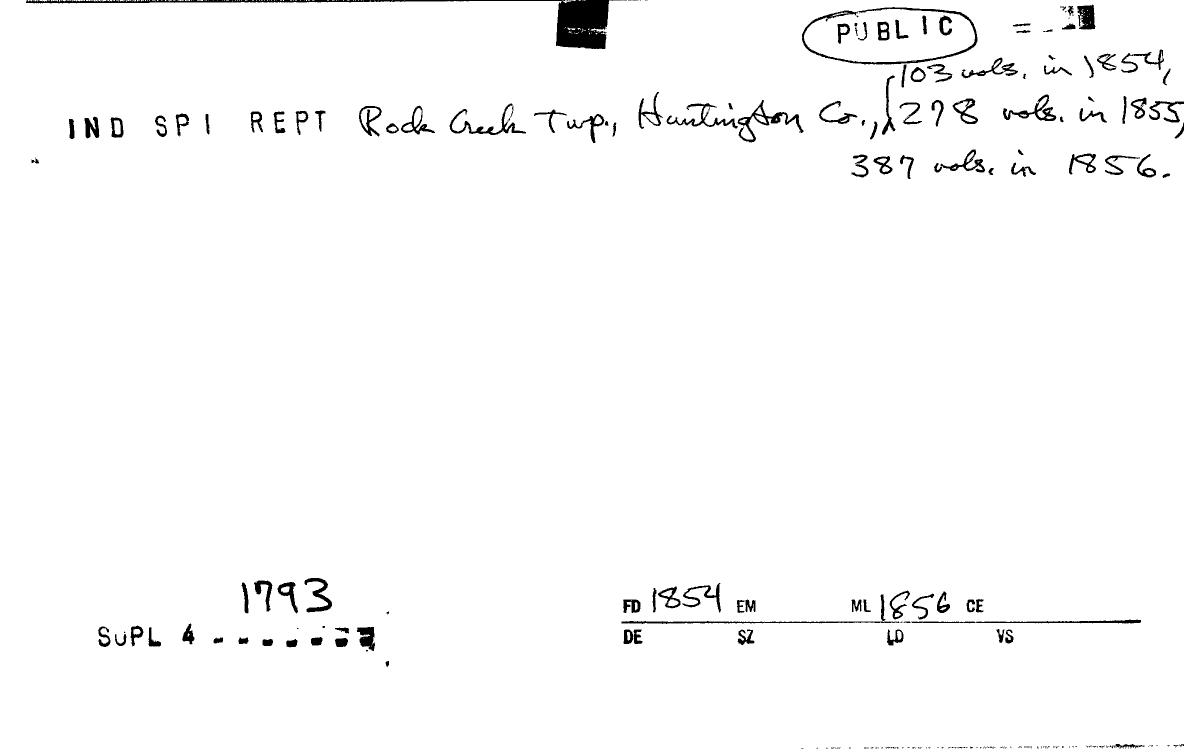 PUBLIC
103 vols. in 1854,
IND SPI REPT Rock Creek Twp., Huntington Co., 278 vols. in 1855,
387 vols. in 1856.
1793
SUPL 4
FD 1854 EM ML 1856 CE
DE SZ LD VS